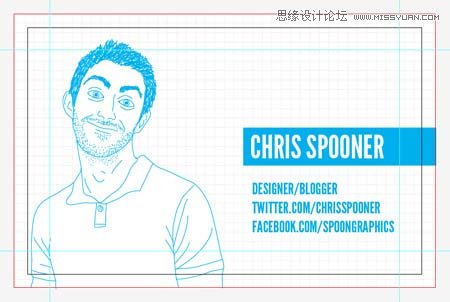 思缘设计论坛 WWW.MISSYUAN.COM
CHRIS SPOONER
DESIGNER/BLOGGER
TWITTER.COM/CHRISSPOONER
FACEBOOK.COM/SPOONGRAPHICS